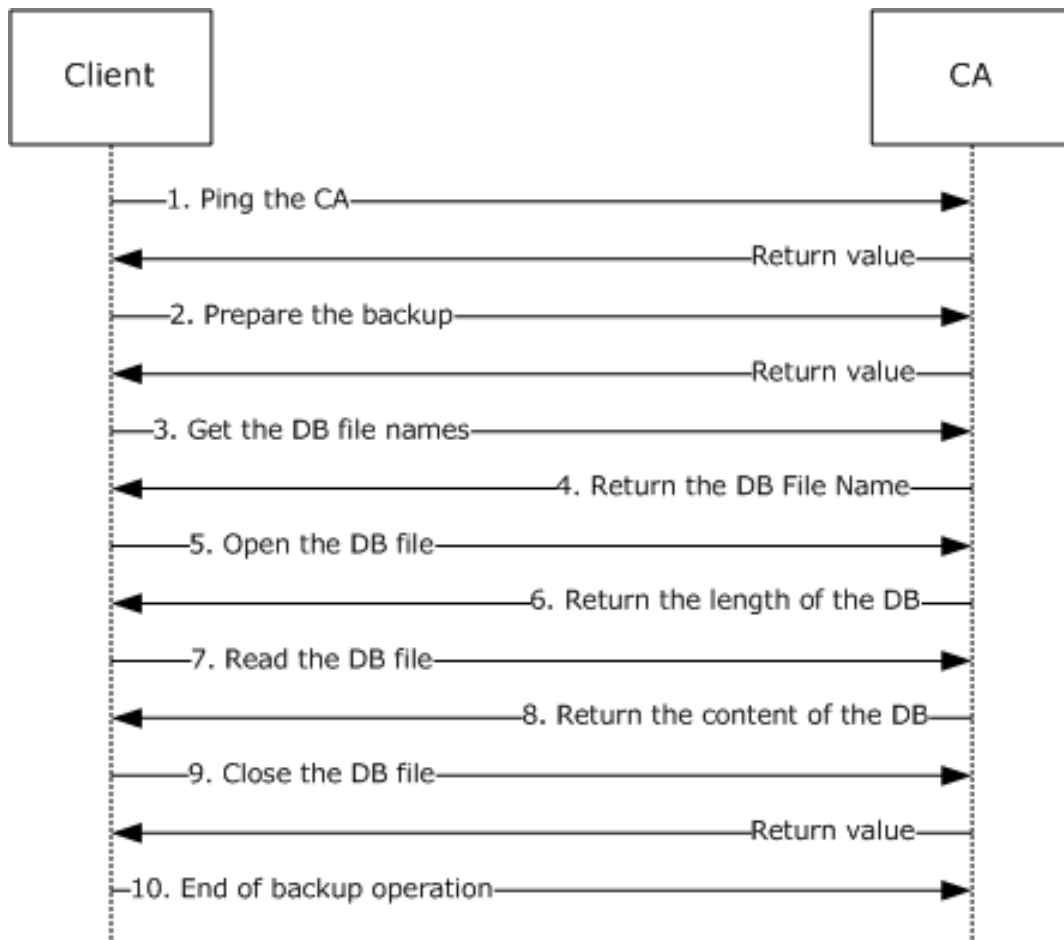 Client
CA
1. Ping the CA
Return value
2. Prepare the backup
Return value
3. Get the DB file names
4. Return the DB File Name
5. Open the DB file
6. Return the length of the DB
7. Read the DB file
8. Return the content of the DB
9. Close the DB file
Return value
10. End of backup operation